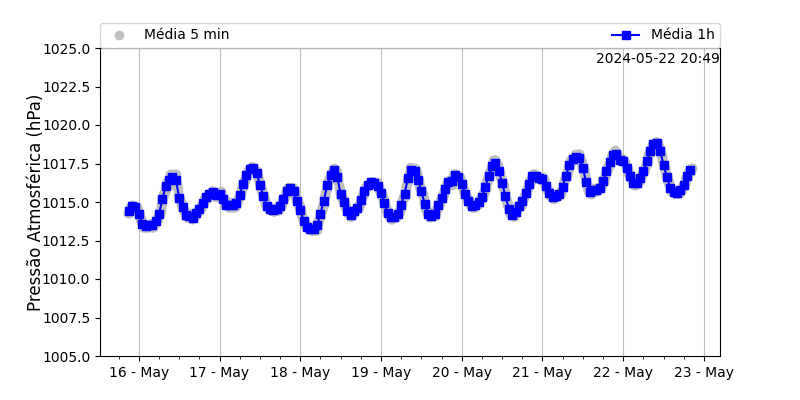 Média 5 min
Média 1h
2024-05-22 20:49
Pressão Atmosférica (hPa)
1025.0
1022.5
1020.0
1017.5
1015.0
1012.5
1010.0
1007.5
1005.0
16 - May
17 - May
18 - May
19 - May
20 - May
21 - May
22 - May
23 - May